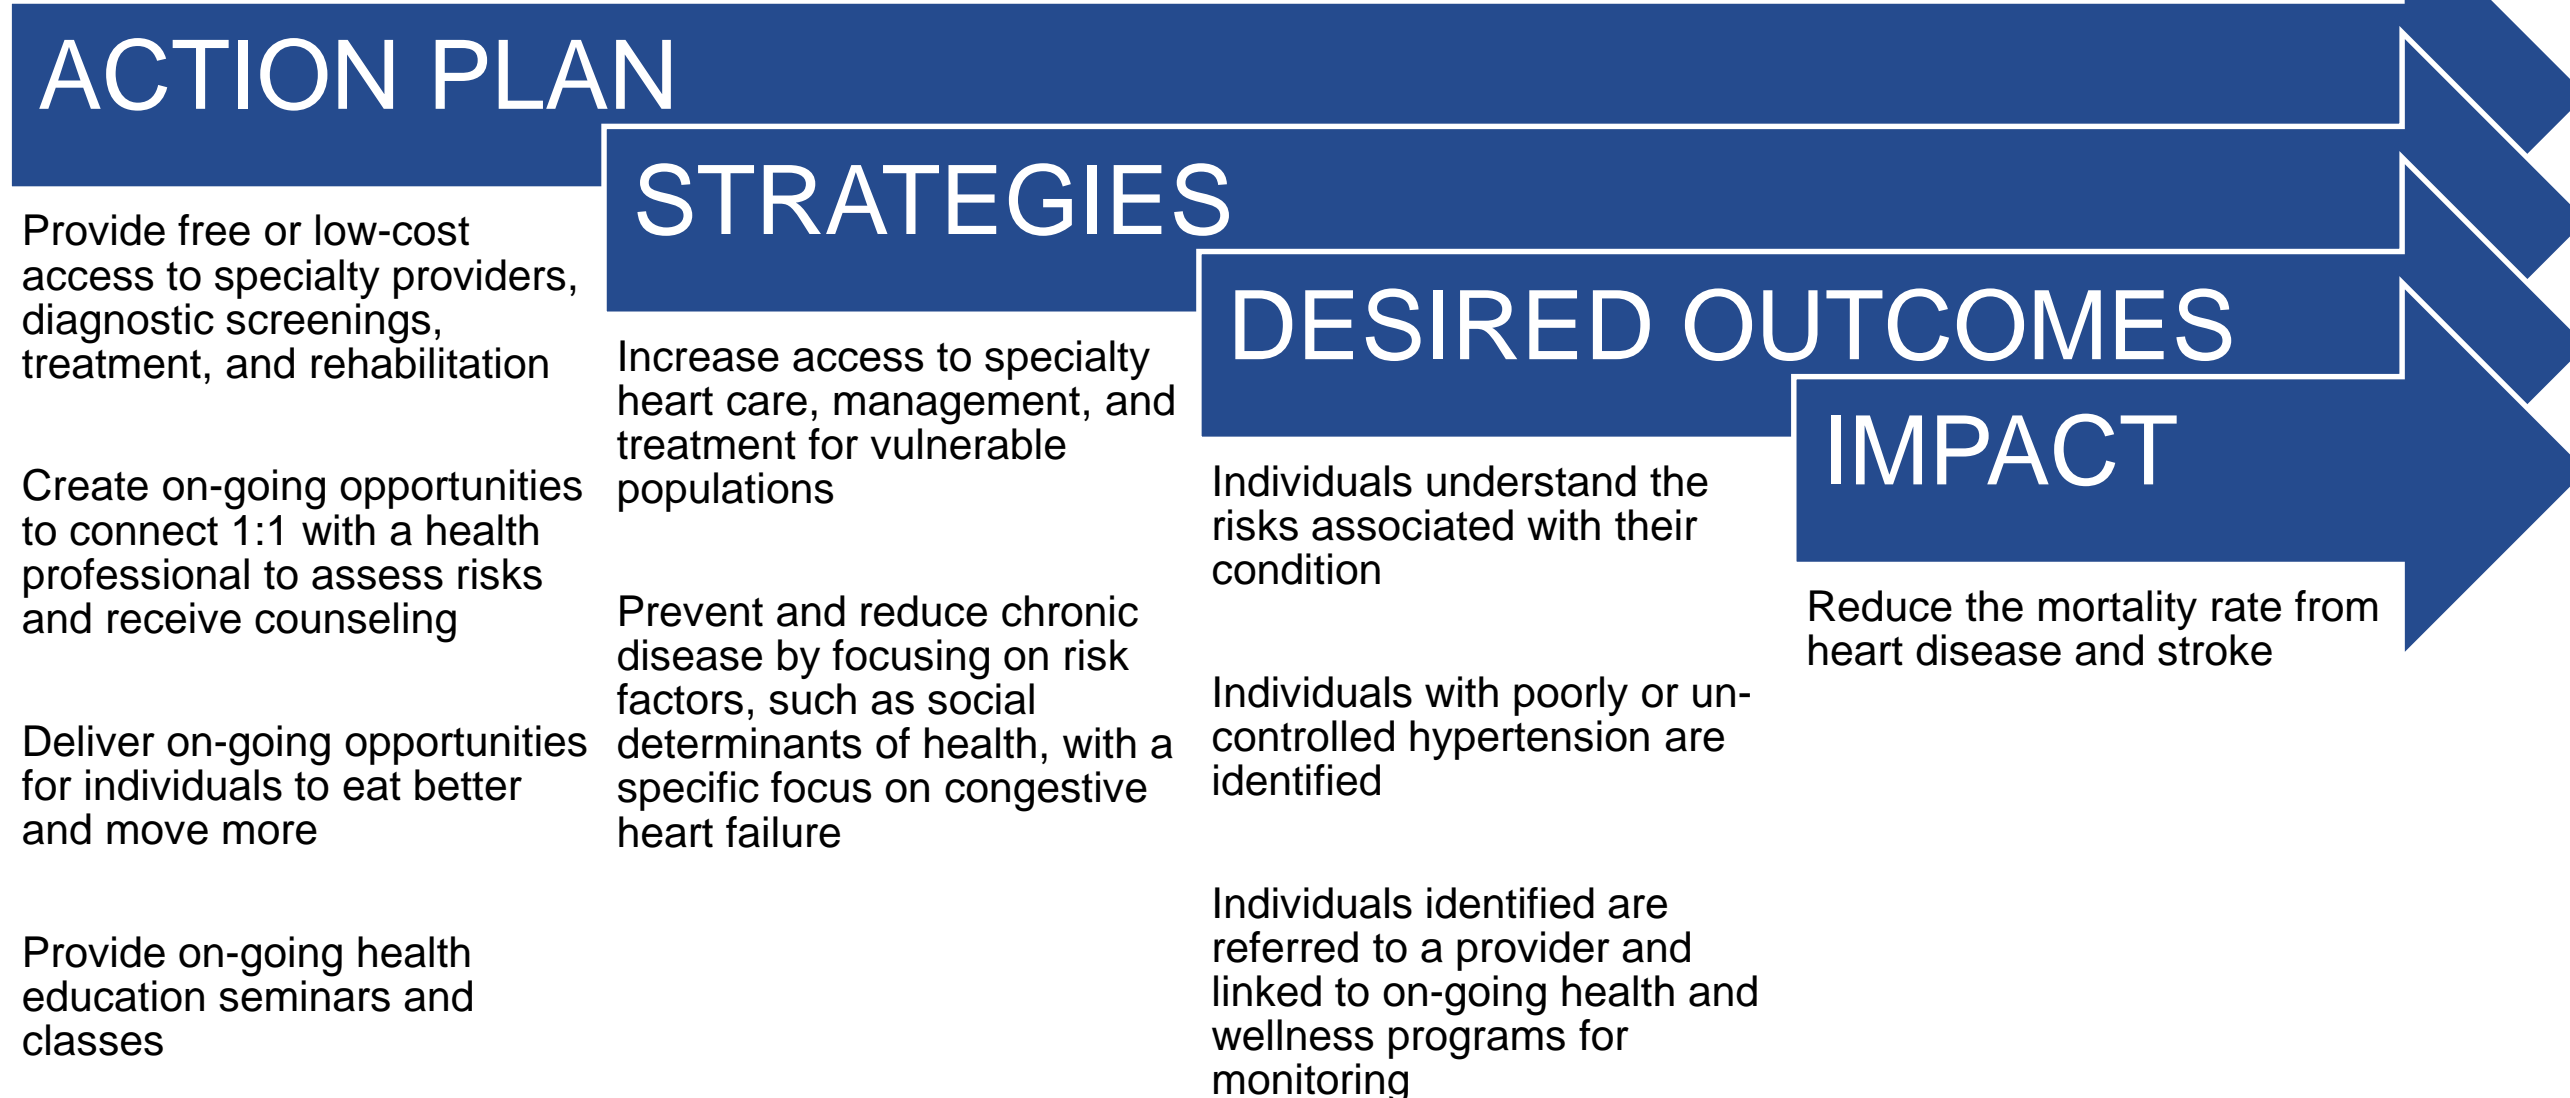 ACTION PLAN
Provide free or low-cost
access to specialty providers,
diagnostic screenings,
treatment, and rehabilitation
Create on-going opportunities
to connect 1:1 with a health
professional to assess risks
and receive counseling
Deliver on-going opportunities
for individuals to eat better
and move more
Provide on-going health
education seminars and
classes
STRATEGIES
Increase access to specialty
heart care, management, and
treatment for vulnerable
populations
Prevent and reduce chronic
disease by focusing on risk
factors, such as social
determinants of health, with a
specific focus on congestive
heart failure
DESIRED OUTCOMES
Individuals understand the
risks associated with their
condition
Individuals with poorly or un-
controlled hypertension are
identified
Individuals identified are
referred to a provider and
linked to on-going health and
wellness programs for
monitoring
IMPACT
Reduce the mortality rate from
heart disease and stroke